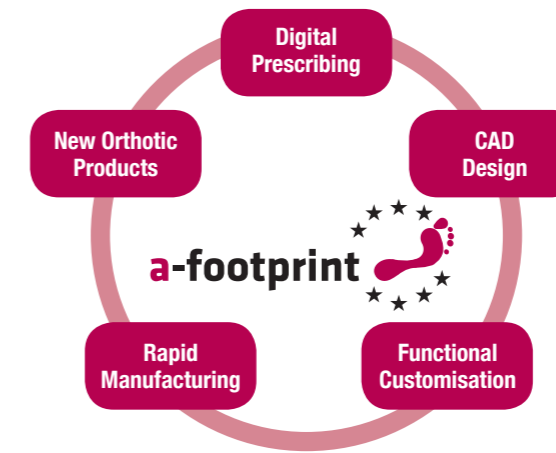 Digital
Prescribing
New Orthotic
Products
CAD
Design
a-footprint
Rapid
Manufacturing
Functional
Customisation